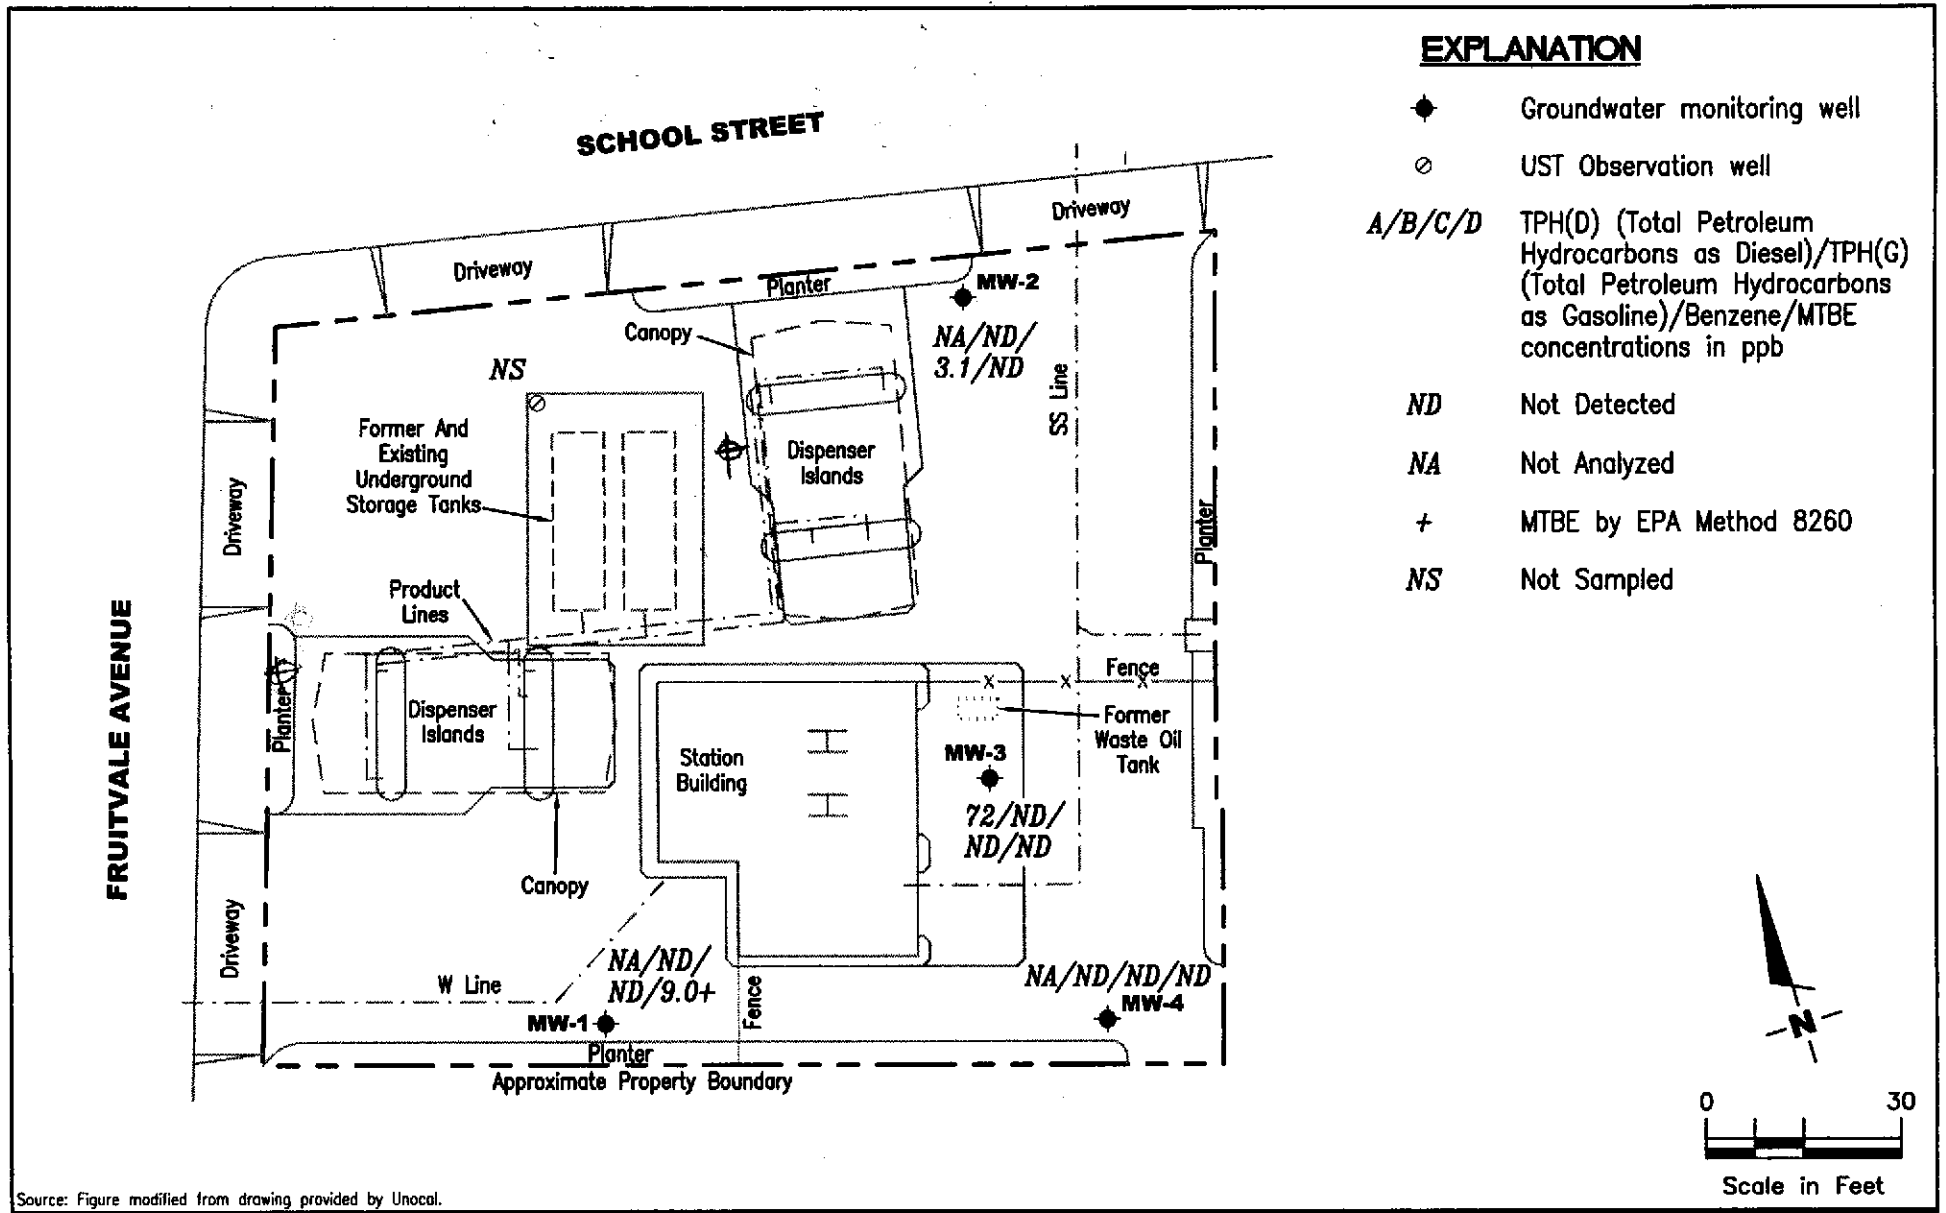 EXPLANATION
Groundwater monitoring well
UST Observation well
A/B/C/D TPH(D) (Total Petroleum
Hydrocarbons as Diesel)/TPH(G)
(Total Petroleum Hydrocarbons
as Gasoline)/Benzene/MTBE
concentrations in ppb
ND Not Detected
NA Not Analyzed
+ MTBE by EPA Method 8260
NS Not Sampled
SCHOOL STREET
Driveway
Driveway
Planter
MW-2
NA/ND/
3.1/ND
Canopy
NS
SS Line
Former And
Existing
Underground
Storage Tanks
Dispenser
Islands
Driveway
Planter
Product
Lines
FRUITVALE AVENUE
Planter
Dispenser
Islands
Fence
x x x
Former
Waste Oil
Tank
Station
Building
MW-3
72/ND/
ND/ND
Canopy
Driveway
W Line
NA/ND/
ND/9.0+
MW-1
Fence
NA/ND/ND/ND
MW-4
Planter
Approximate Property Boundary
N
0 30
Scale in Feet
Source: Figure modified from drawing provided by Unocal.